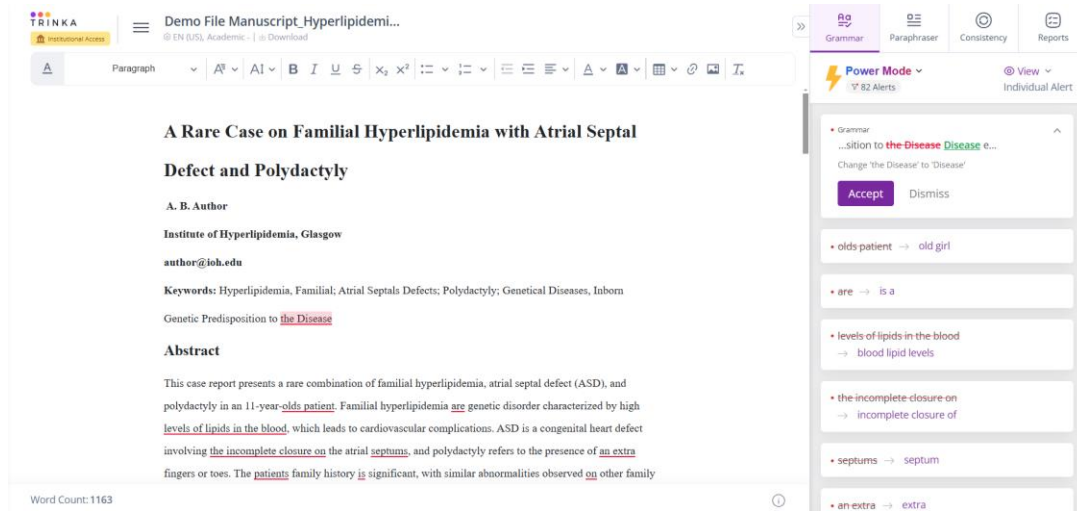 TRINKA
Institutional Access
Demo File Manuscript_Hyperlipidemi...
EN (US), Academic - | Download
Paragraph
A Rare Case on Familial Hyperlipidemia with Atrial Septal
Defect and Polydactyly
A. B. Author
Institute of Hyperlipidemia, Glasgow
author@ioh.edu
Keywords: Hyperlipidemia, Familial; Atrial Septals Defects; Polydactyly; Genetical Diseases, Inborn
Genetic Predisposition to the Disease
Abstract
This case report presents a rare combination of familial hyperlipidemia, atrial septal defect (ASD), and
polydactyly in an 11-year-olds patient. Familial hyperlipidemia are genetic disorder characterized by high
levels of lipids in the blood, which leads to cardiovascular complications. ASD is a congenital heart defect
involving the incomplete closure on the atrial septums, and polydactyly refers to the presence of an extra
fingers or toes. The patients family history is significant, with similar abnormalities observed on other family
Word Count: 1163
Grammar
Paraphraser
Consistency
Reports
Power Mode
82 Alerts
View
Individual Alert
Grammar
...sition to the Disease Disease e...
Change 'the Disease' to 'Disease'
Accept Dismiss
olds patient → old girl
are → is a
levels of lipids in the blood
→ blood lipid levels
the incomplete closure on
→ incomplete closure of
septums → septum
an extra → extra